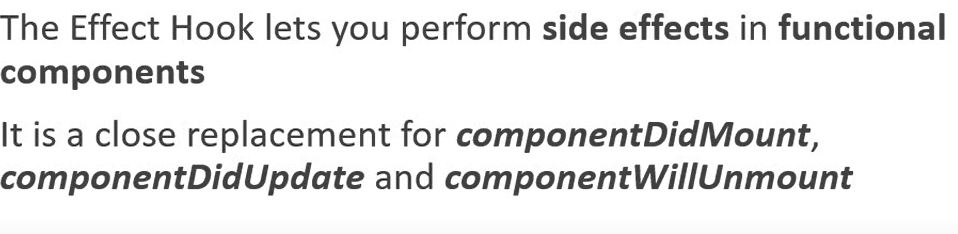 The Effect Hook lets you perform side effects in functional
components
It is a close replacement for componentDidMount,
componentDidUpdate and componentWillUnmount